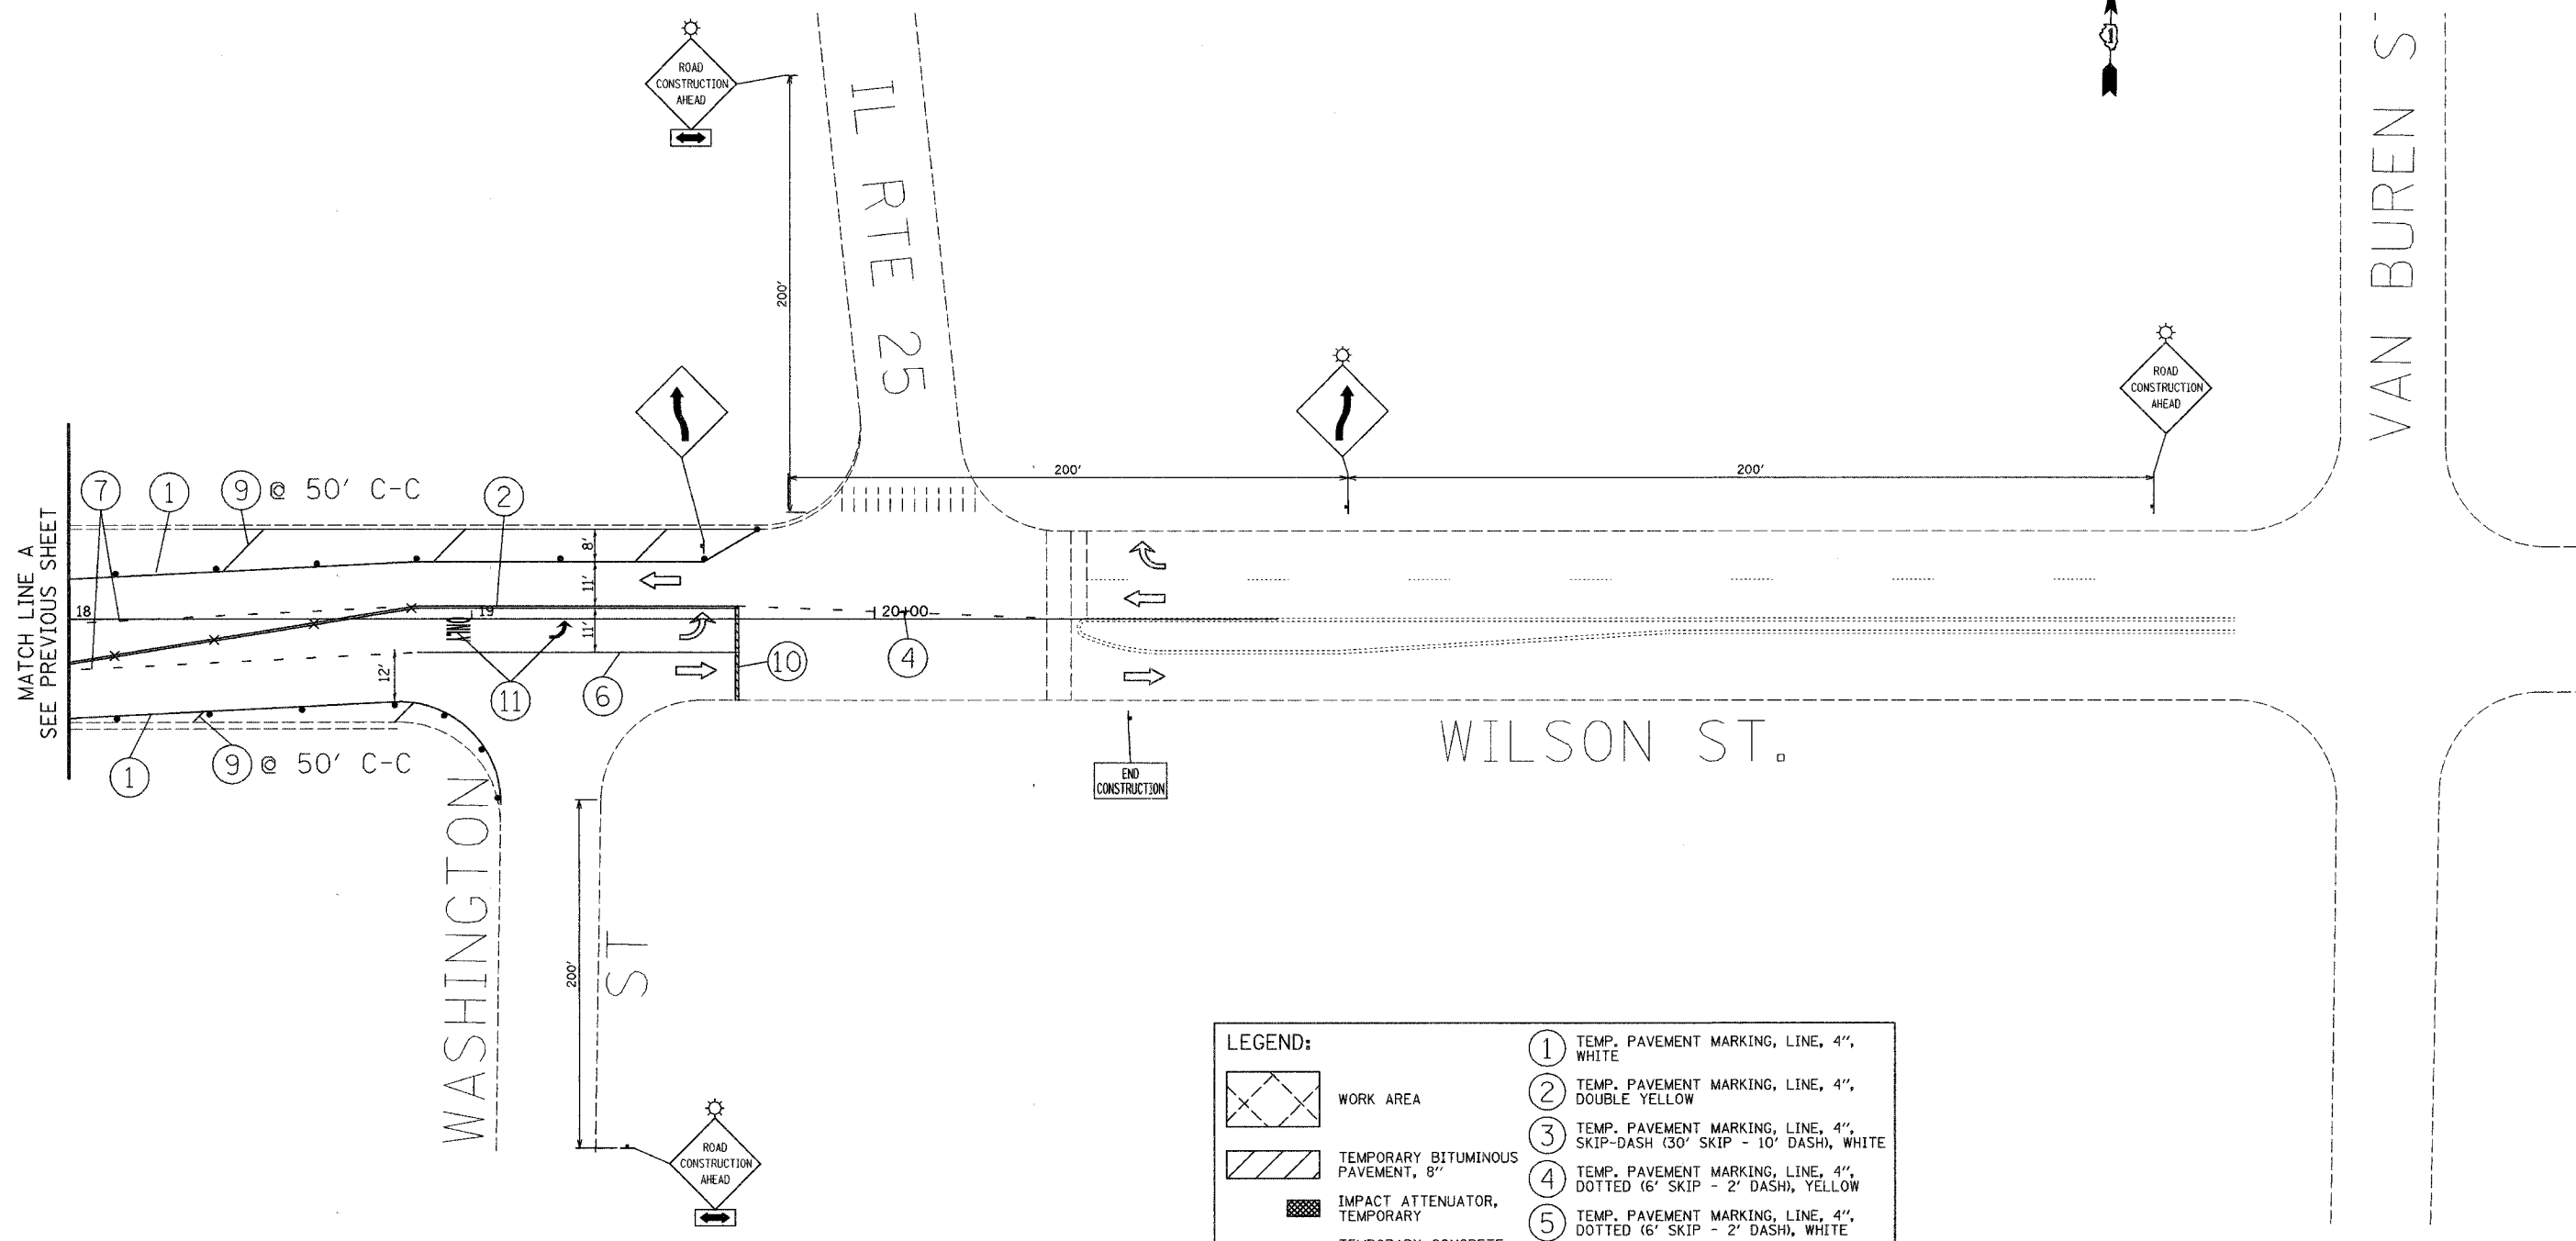 ROAD
CONSTRUCTION
AHEAD
IL RTE 25
200'
VAN BUREN S
ROAD
CONSTRUCTION
AHEAD
200'
200'
MATCH LINE A
SEE PREVIOUS SHEET
7
1
9 @ 50' C-C
2
8'
11'
18
19
20+00
ONLY
11'
12'
10
4
11
6
1
9 @ 50' C-C
WILSON ST.
END
CONSTRUCTION
WASHINGTON ST
200'
ROAD
CONSTRUCTION
AHEAD
LEGEND:
WORK AREA
TEMPORARY BITUMINOUS
PAVEMENT, 8"
IMPACT ATTENUATOR,
TEMPORARY
TEMPORARY CONCRETE
1 TEMP. PAVEMENT MARKING, LINE, 4",
WHITE
2 TEMP. PAVEMENT MARKING, LINE, 4",
DOUBLE YELLOW
3 TEMP. PAVEMENT MARKING, LINE, 4",
SKIP-DASH (30' SKIP - 10' DASH), WHITE
4 TEMP. PAVEMENT MARKING, LINE, 4",
DOTTED (6' SKIP - 2' DASH), YELLOW
5 TEMP. PAVEMENT MARKING, LINE, 4",
DOTTED (6' SKIP - 2' DASH), WHITE